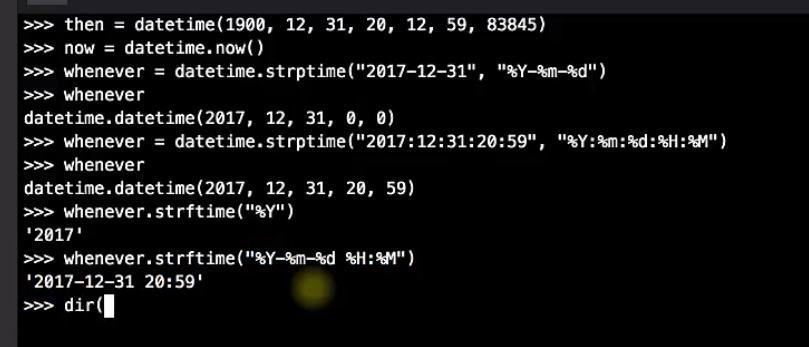 >>> then = datetime(1900, 12, 31, 20, 12, 59, 83845)
>>> now = datetime.now()
>>> whenever = datetime.strptime("2017-12-31", "%Y-%m-%d")
>>> whenever
datetime.datetime(2017, 12, 31, 0, 0)
>>> whenever = datetime.strptime("2017:12:31:20:59", "%Y:%m:%d:%H:%M")
>>> whenever
datetime.datetime(2017, 12, 31, 20, 59)
>>> whenever.strftime("%Y")
'2017'
>>> whenever.strftime("%Y-%m-%d %H:%M")
'2017-12-31 20:59'
>>> dir(